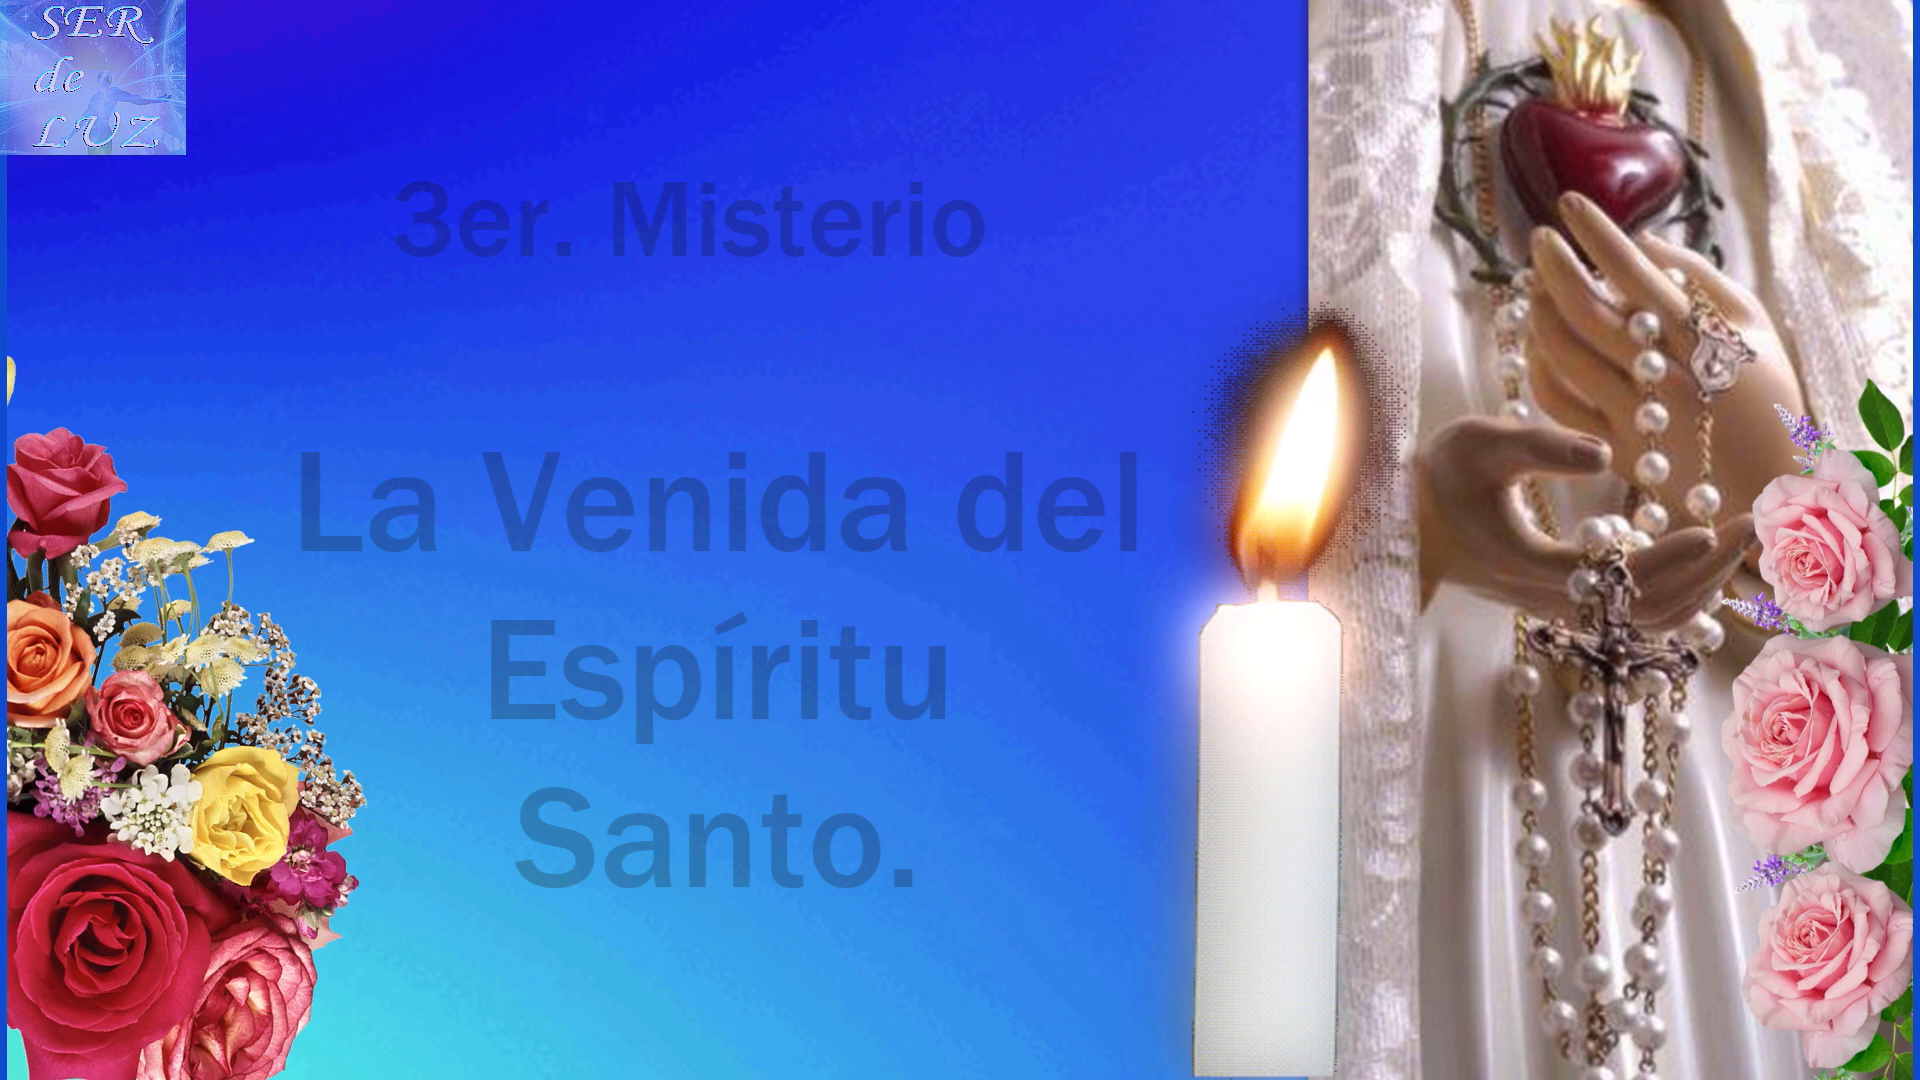 SER
de
LUZ
3er. Misterio
La Venida del
Espíritu
Santo.